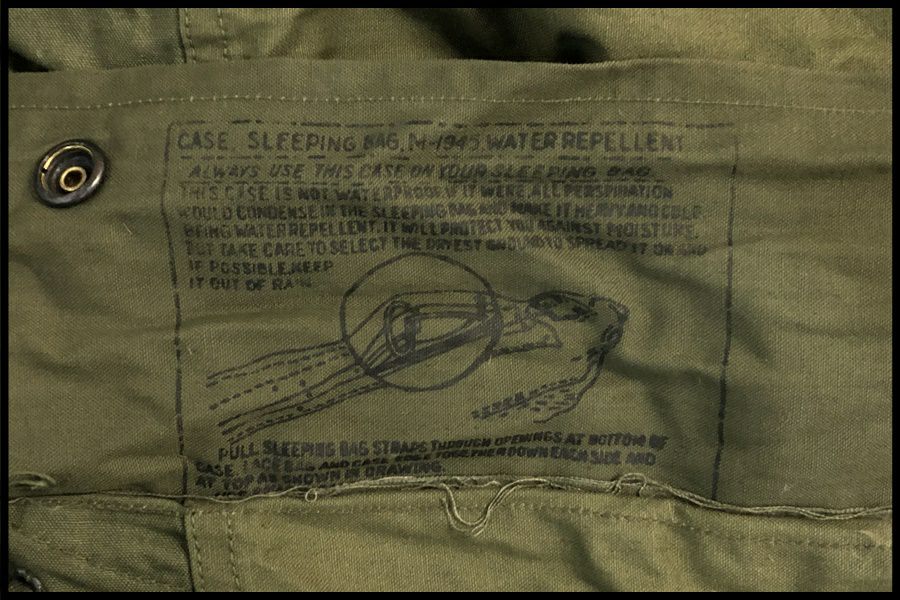 CASE, SLEEPING BAG, M-1945, WATER REPELLENT
ALWAYS USE THIS CASE ON YOUR SLEEPING BAG.
THIS CASE IS NOT WATERPROOF. IF IT WERE, ALL PERSPIRATION
WOULD CONDENSE IN THE SLEEPING BAG AND MAKE IT HEAVY AND COLD.
BEING WATER REPELLENT, IT WILL PROTECT YOU AGAINST MOISTURE,
BUT TAKE CARE TO SELECT THE DRYEST GROUND TO SPREAD IT ON AND
IF POSSIBLE, KEEP
IT OUT OF RAIN
PULL SLEEPING BAG STRAPS THROUGH OPENINGS AT BOTTOM OF
CASE. LACE BAG AND CASE EDGE TOGETHER DOWN EACH SIDE AND
AT TOP AS SHOWN IN DRAWING.